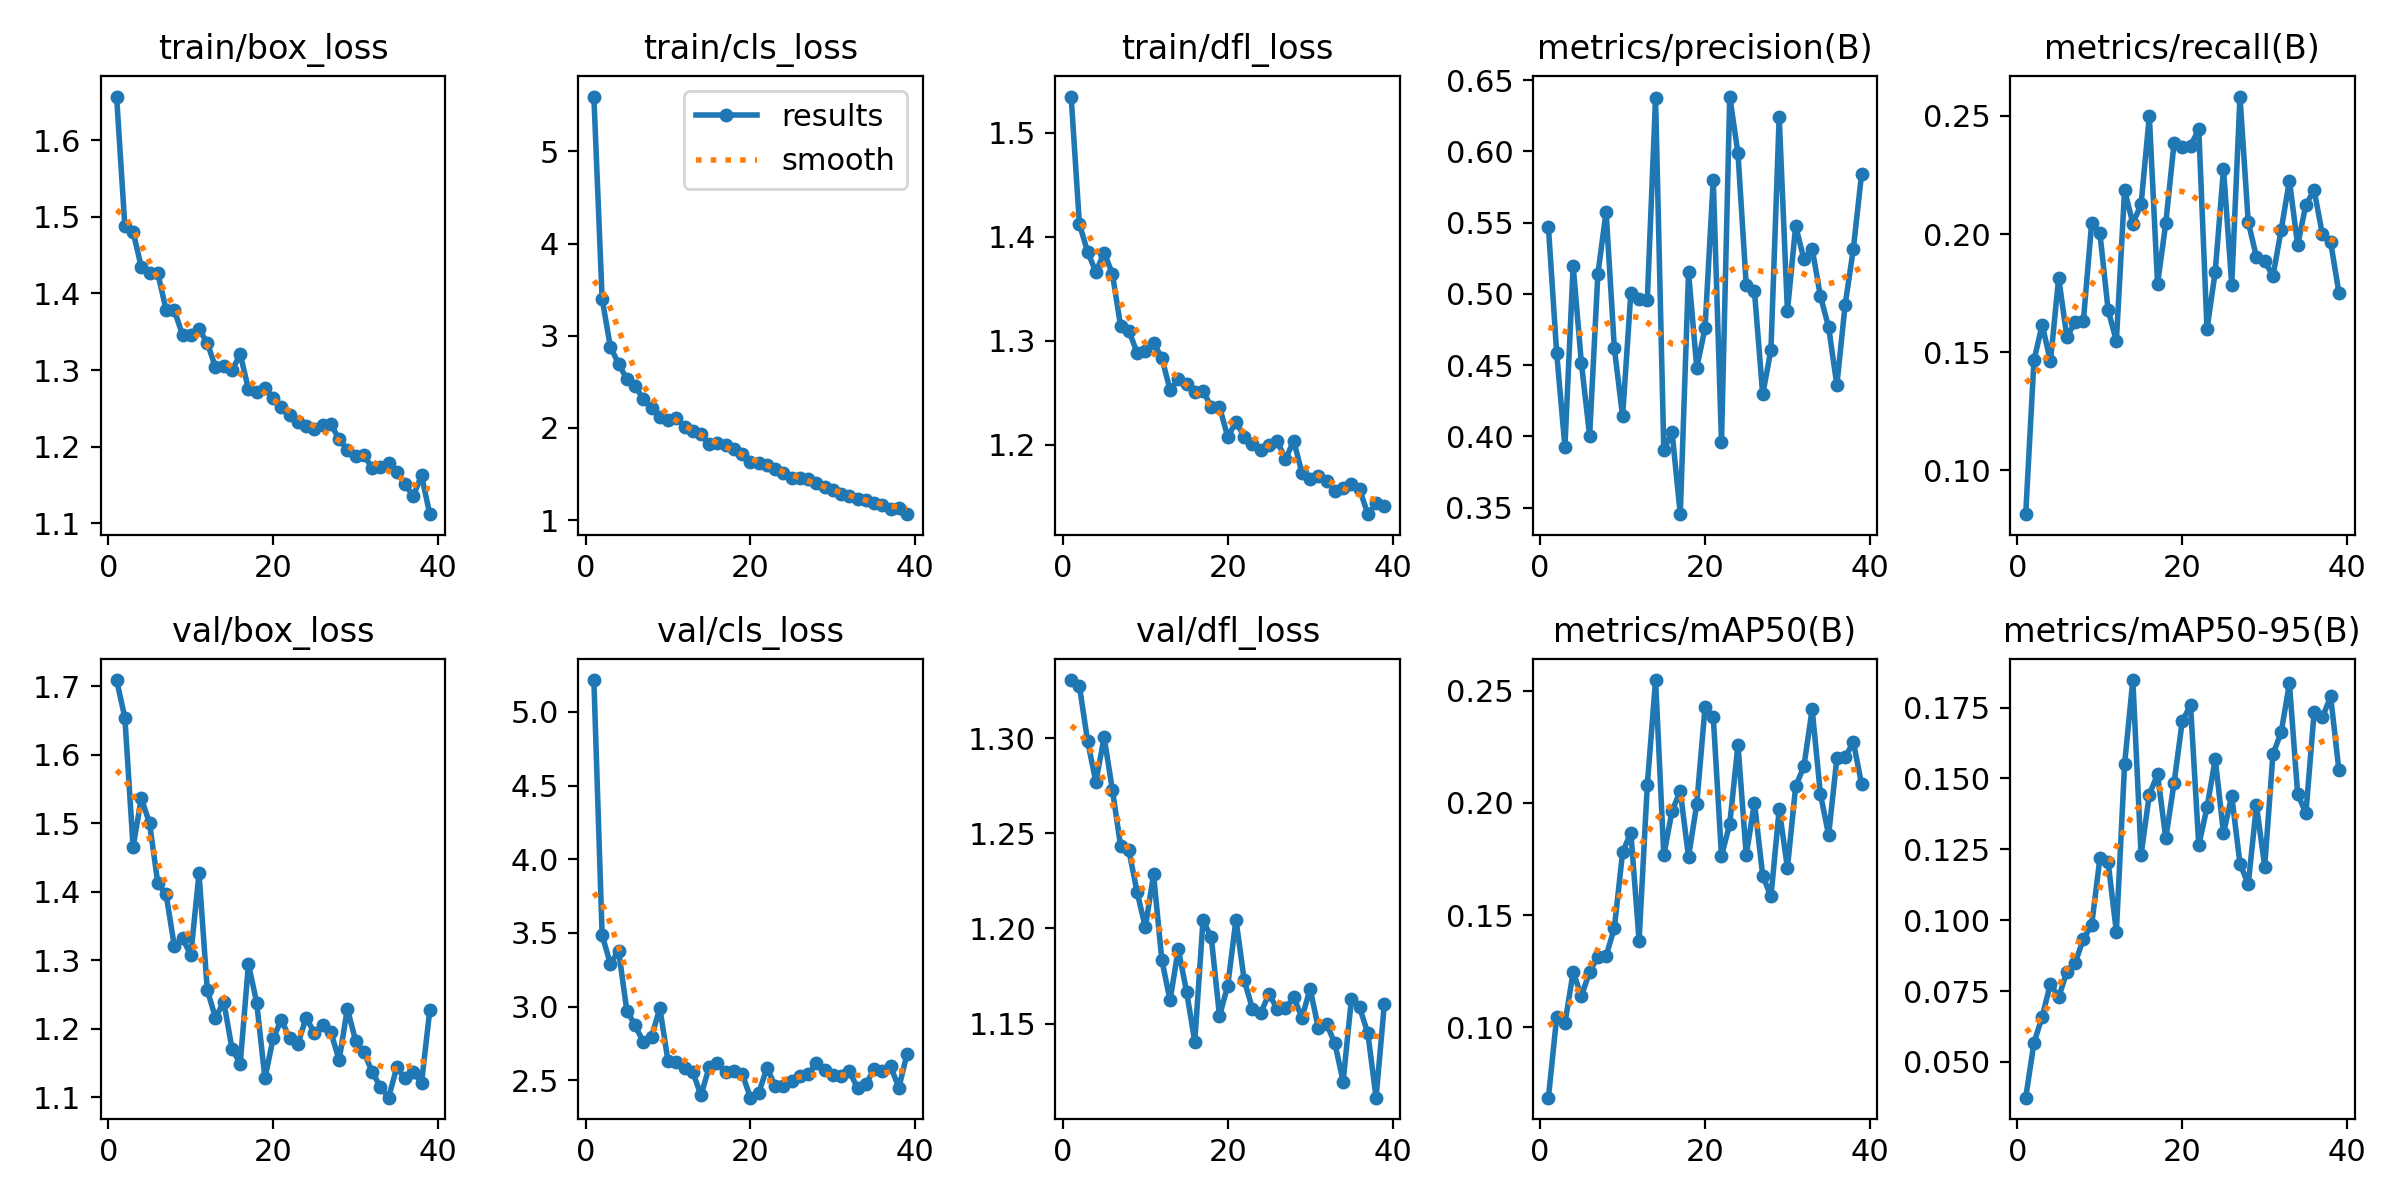 train/box_loss
1.6
1.5
1.4
1.3
1.2
1.1
0 20 40
train/cls_loss
results
smooth
5
4
3
2
1
0 20 40
train/dfl_loss
1.5
1.4
1.3
1.2
0 20 40
metrics/precision(B)
0.65
0.60
0.55
0.50
0.45
0.40
0.35
0 20 40
metrics/recall(B)
0.25
0.20
0.15
0.10
0 20 40
val/box_loss
1.7
1.6
1.5
1.4
1.3
1.2
1.1
0 20 40
val/cls_loss
5.0
4.5
4.0
3.5
3.0
2.5
0 20 40
val/dfl_loss
1.30
1.25
1.20
1.15
0 20 40
metrics/mAP50(B)
0.25
0.20
0.15
0.10
0 20 40
metrics/mAP50-95(B)
0.175
0.150
0.125
0.100
0.075
0.050
0 20 40